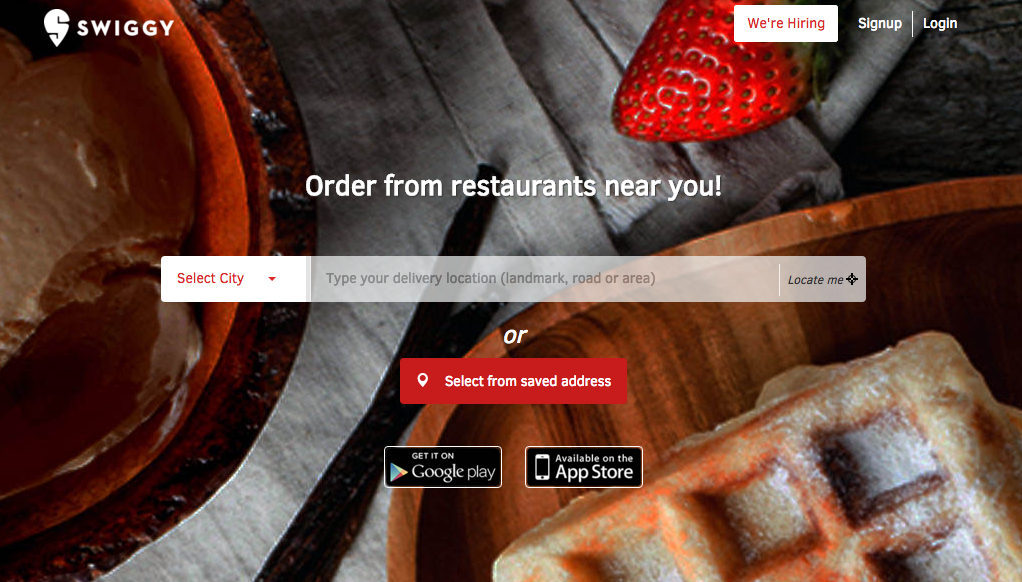 SWIGGY
We're Hiring
Signup
Login
Order from restaurants near you!
Select City
Type your delivery location (landmark, road or area)
Locate me
or
Select from saved address
GET IT ON
Google play
Available on the
App Store